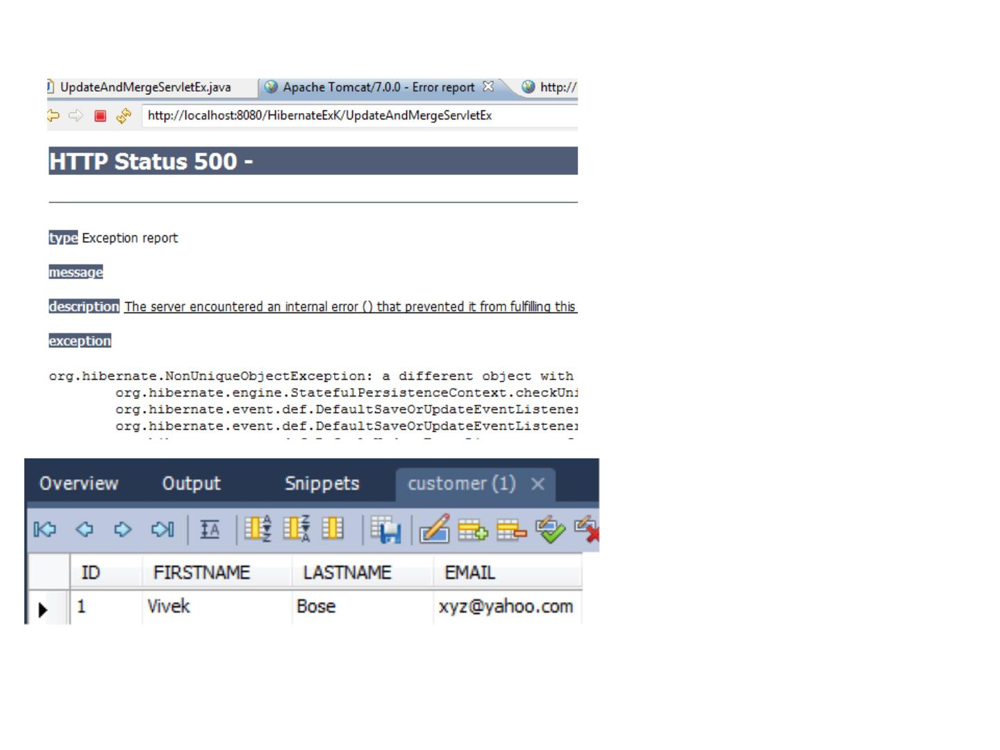 UpdateAndMergeServletEx.java Apache Tomcat/7.0.0 - Error report http://
http://localhost:8080/HibernateExK/UpdateAndMergeServletEx
HTTP Status 500 -
type Exception report
message
description The server encountered an internal error () that prevented it from fulfilling this
exception
org.hibernate.NonUniqueObjectException: a different object with
org.hibernate.engine.StatefulPersistenceContext.checkUni
org.hibernate.event.def.DefaultSaveOrUpdateEventListener
org.hibernate.event.def.DefaultSaveOrUpdateEventListener
Overview Output Snippets customer (1)
ID FIRSTNAME LASTNAME EMAIL
1 Vivek Bose xyz@yahoo.com